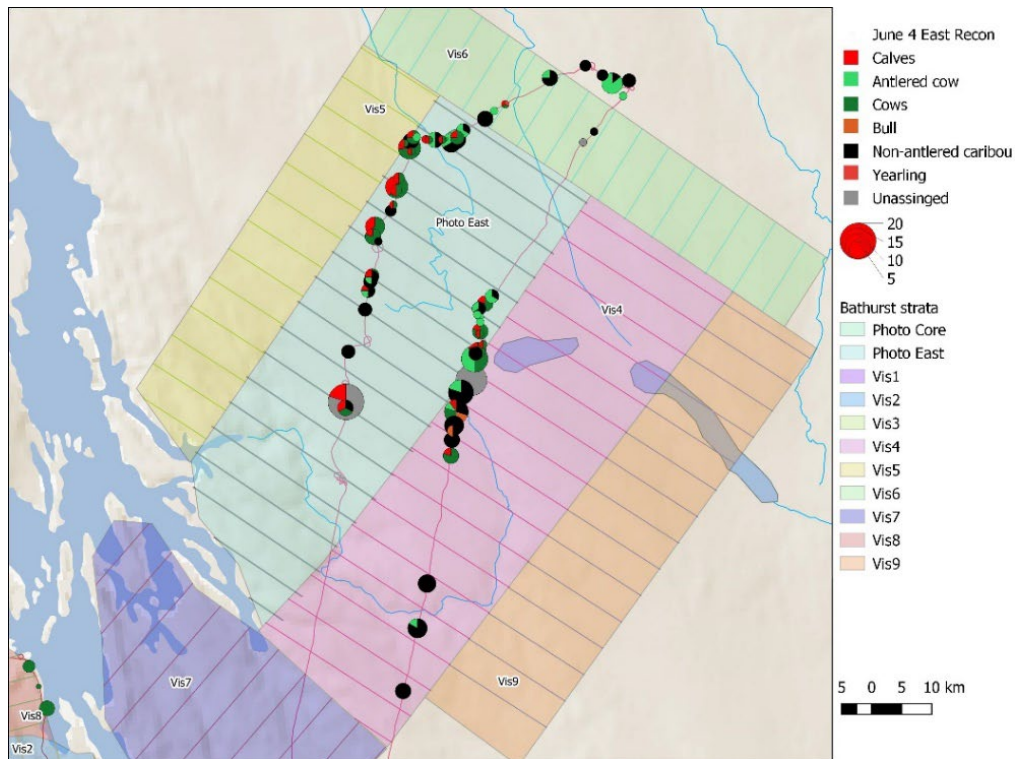 Vis6
Vis5
Photo East
Vis4
Vis9
Vis7
Vis8
Vis2
June 4 East Recon
Calves
Antlered cow
Cows
Bull
Non-antlered caribou
Yearling
Unassinged
20
15
10
5
Bathurst strata
Photo Core
Photo East
Vis1
Vis2
Vis3
Vis4
Vis5
Vis6
Vis7
Vis8
Vis9
5 0 5 10 km